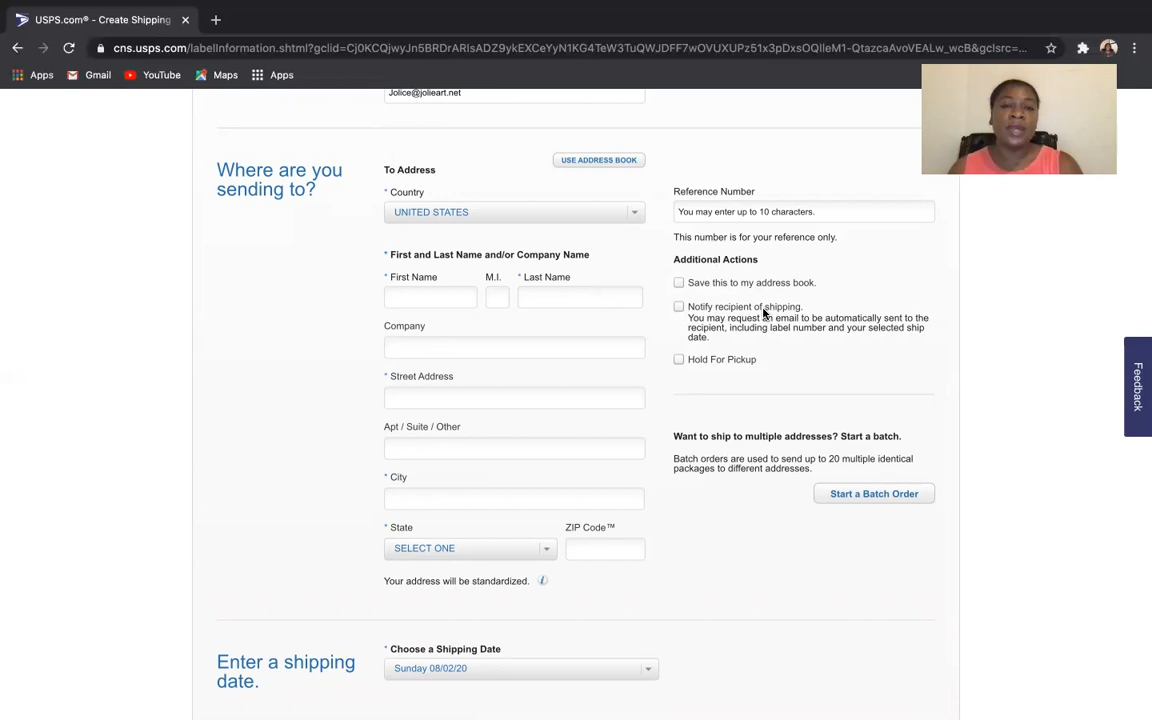 USPS.com® - Create Shipping
cns.usps.com/labelInformation.shtml?gclid=Cj0KCQjwyJn5BRDrARIsADZ9ykEXCeYyN1KG4TeW3TuQWJDFF7wOVUXUPz51x3pDxsOQIleM1-QtazcaAvoVEALw_wcB&gclsrc=...
Apps Gmail YouTube Maps Apps
Jolice@jolieart.net
Where are you
sending to?
To Address
USE ADDRESS BOOK
* Country
UNITED STATES
* First and Last Name and/or Company Name
* First Name M.I. * Last Name
Company
* Street Address
Apt / Suite / Other
* City
* State ZIP Code™
SELECT ONE
Your address will be standardized. i
Reference Number
You may enter up to 10 characters.
This number is for your reference only.
Additional Actions
Save this to my address book.
Notify recipient of shipping.
You may request an email to be automatically sent to the
recipient, including label number and your selected ship
date.
Hold For Pickup
Want to ship to multiple addresses? Start a batch.
Batch orders are used to send up to 20 multiple identical
packages to different addresses.
Start a Batch Order
Feedback
Enter a shipping
date.
* Choose a Shipping Date
Sunday 08/02/20